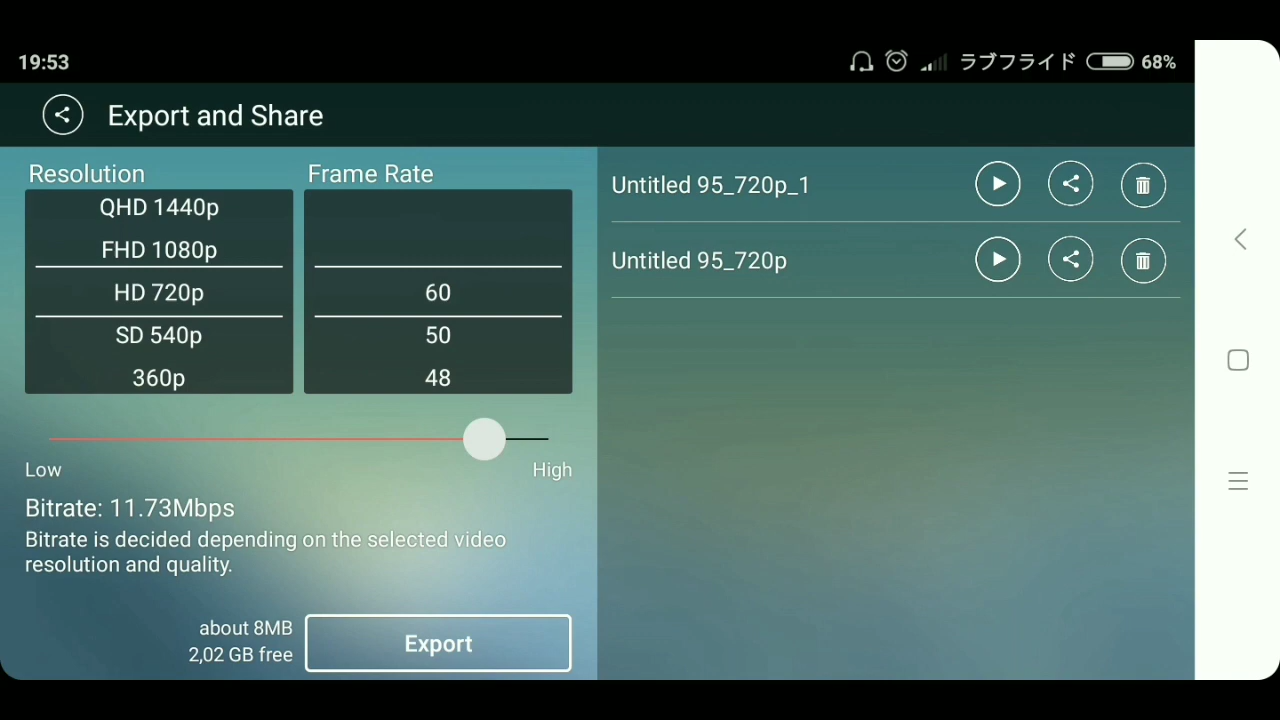 19:53
ラブフライド 68%
Export and Share
Resolution
QHD 1440p
FHD 1080p
HD 720p
SD 540p
360p
Frame Rate
60
50
48
Low
High
Bitrate: 11.73Mbps
Bitrate is decided depending on the selected video
resolution and quality.
about 8MB
2,02 GB free
Export
Untitled 95_720p_1
Untitled 95_720p